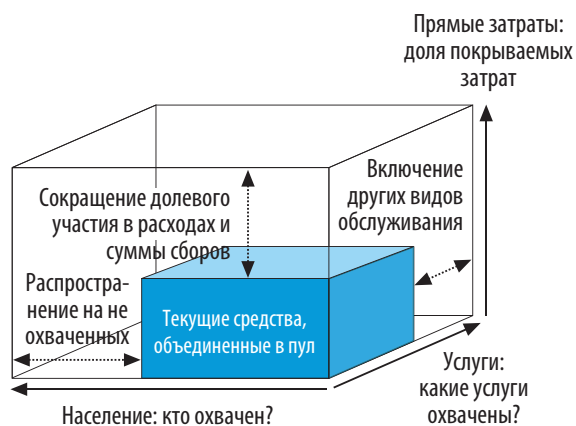 Прямые затраты:
доля покрываемых
затрат
Включение
других видов
обслуживания
Сокращение долевого
участия в расходах и
суммы сборов
Распростра-
нение на не
охваченных
Текущие средства,
объединенные в пул
Услуги:
какие услуги
охвачены?
Население: кто охвачен?